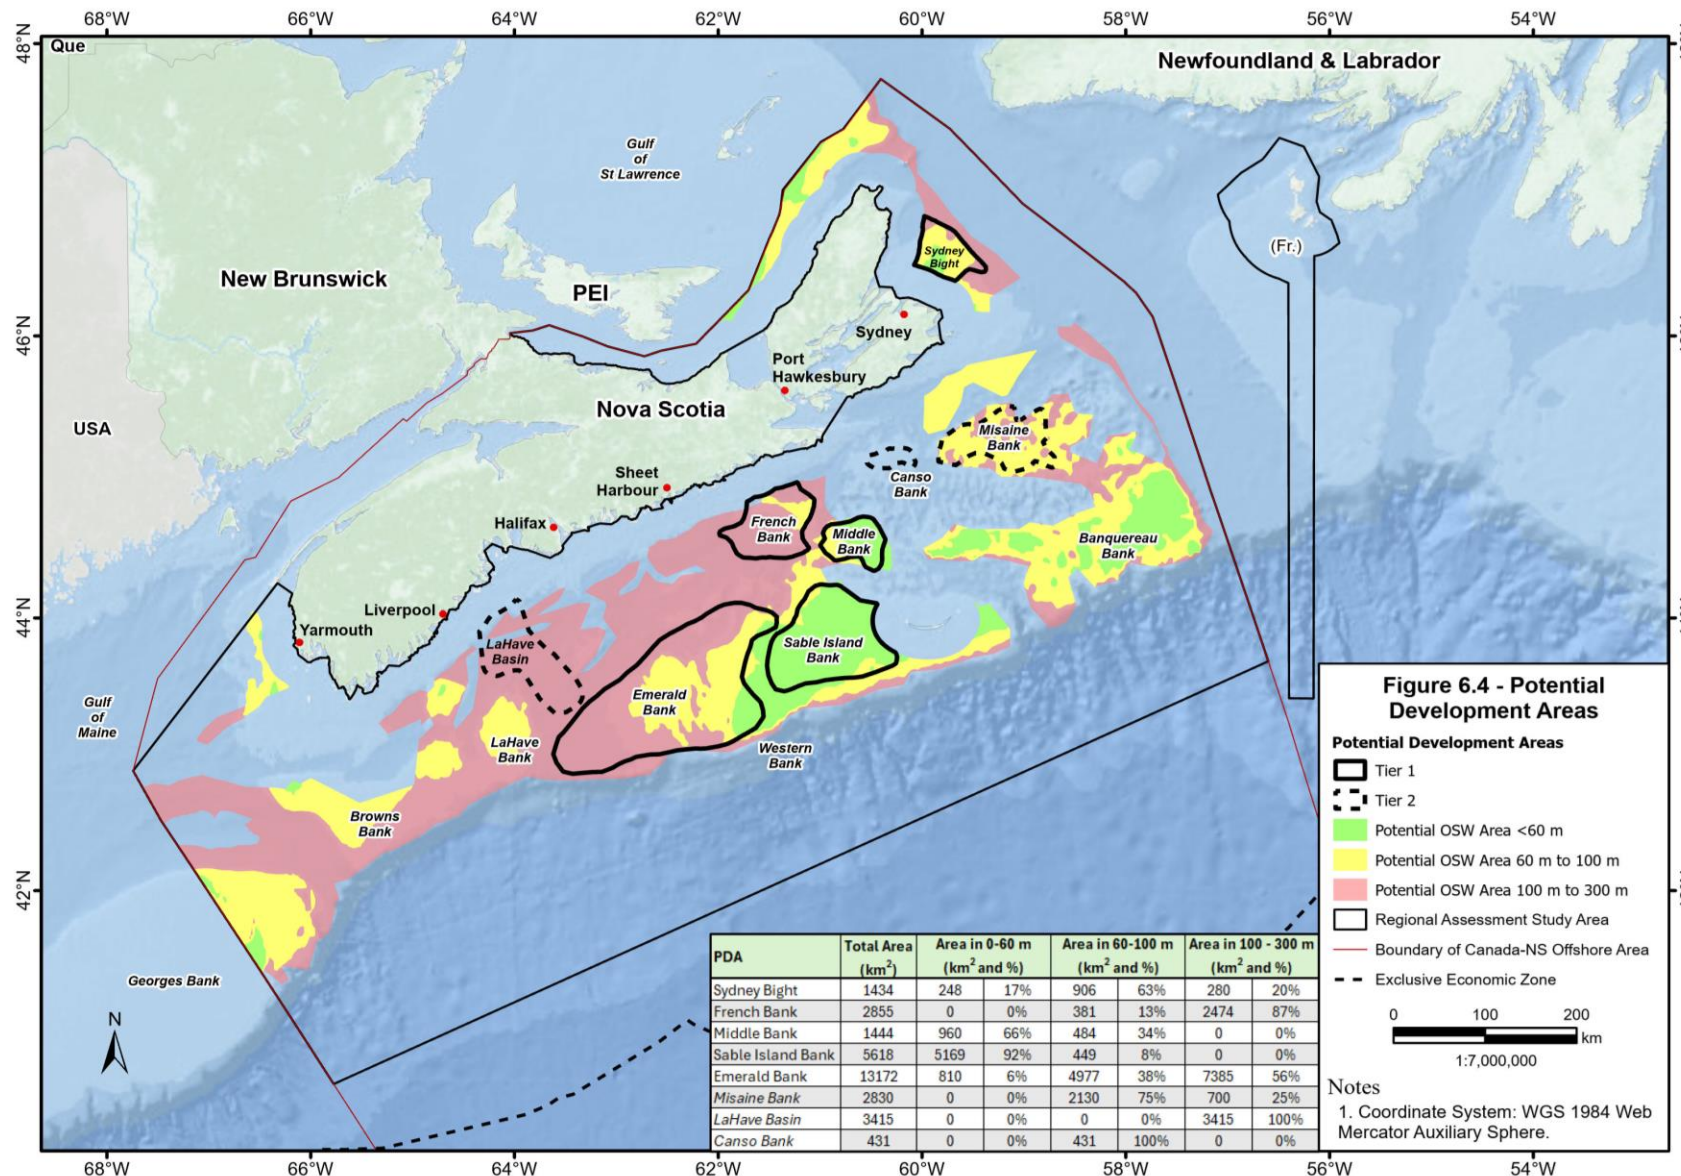 68°W 66°W 64°W 62°W 60°W 58°W 56°W 54°W
48°N
46°N
44°N
42°N
Que
Newfoundland & Labrador
Gulf
of
St Lawrence
(Fr.)
New Brunswick
PEI
Sydney
Bight
Sydney
Port
Hawkesbury
USA
Nova Scotia
Misaine
Bank
Canso
Bank
Sheet
Harbour
Halifax
French
Bank
Middle
Bank
Banquereau
Bank
Liverpool
Yarmouth
LaHave
Basin
Sable Island
Bank
Emerald
Bank
Gulf
of
Maine
LaHave
Bank
Western
Bank
Browns
Bank
Georges Bank
N
Figure 6.4 - Potential
Development Areas
Potential Development Areas
Tier 1
Tier 2
Potential OSW Area <60 m
Potential OSW Area 60 m to 100 m
Potential OSW Area 100 m to 300 m
Regional Assessment Study Area
Boundary of Canada-NS Offshore Area
Exclusive Economic Zone
0 100 200
km
1:7,000,000
Notes
1. Coordinate System: WGS 1984 Web
Mercator Auxiliary Sphere.
PDA Total Area (km²) Area in 0-60 m (km² and %) Area in 60-100 m (km² and %) Area in 100 - 300 m (km² and %)
Sydney Bight 1434 248 17% 906 63% 280 20%
French Bank 2855 0 0% 381 13% 2474 87%
Middle Bank 1444 960 66% 484 34% 0 0%
Sable Island Bank 5618 5169 92% 449 8% 0 0%
Emerald Bank 13172 810 6% 4977 38% 7385 56%
Misaine Bank 2830 0 0% 2130 75% 700 25%
LaHave Basin 3415 0 0% 0 0% 3415 100%
Canso Bank 431 0 0% 431 100% 0 0%
68°W 66°W 64°W 62°W 60°W 58°W 56°W 54°W